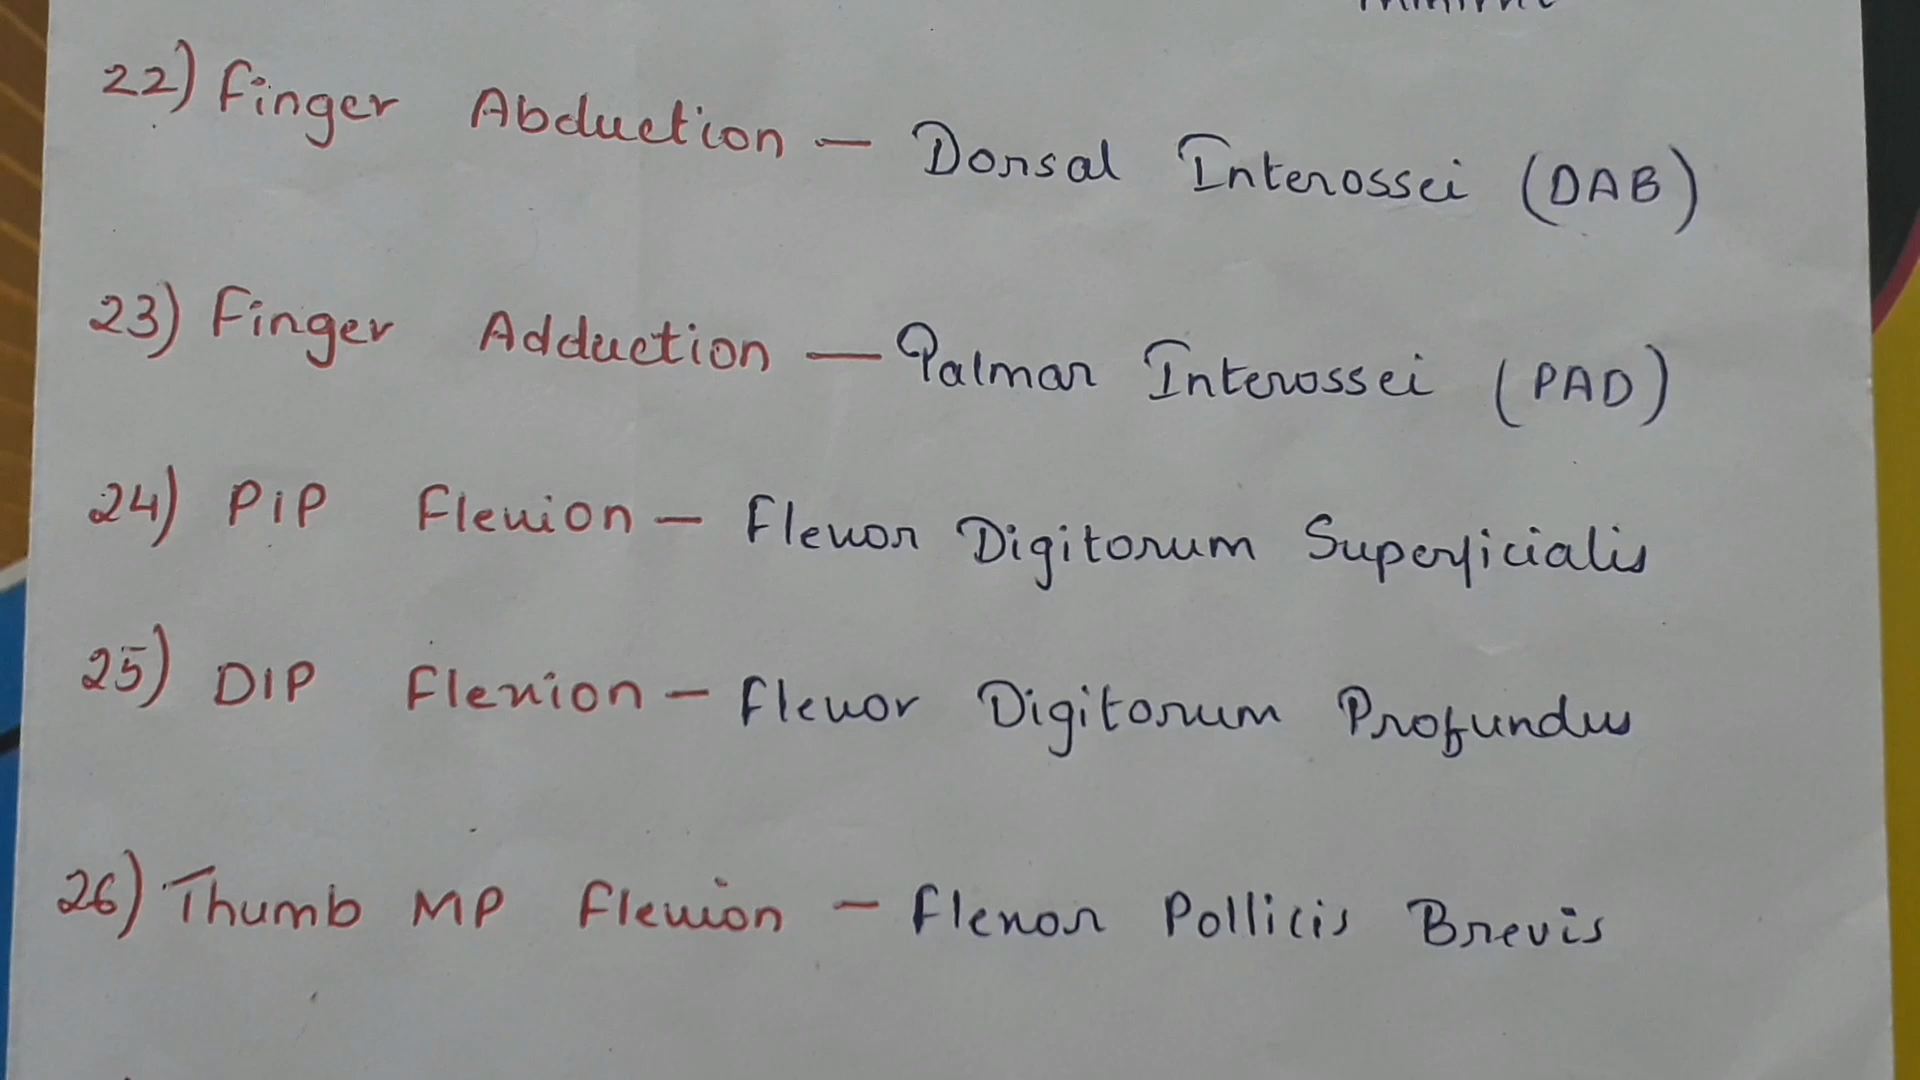 22) Finger Abduction – Dorsal Interossei (DAB)
23) Finger Adduction – Palmar Interossei (PAD)
24) PIP Flexion – Flexor Digitorum Superficialis
25) DIP Flexion – Flexor Digitorum Profundus
26) Thumb MP Flexion – Flexor Pollicis Brevis